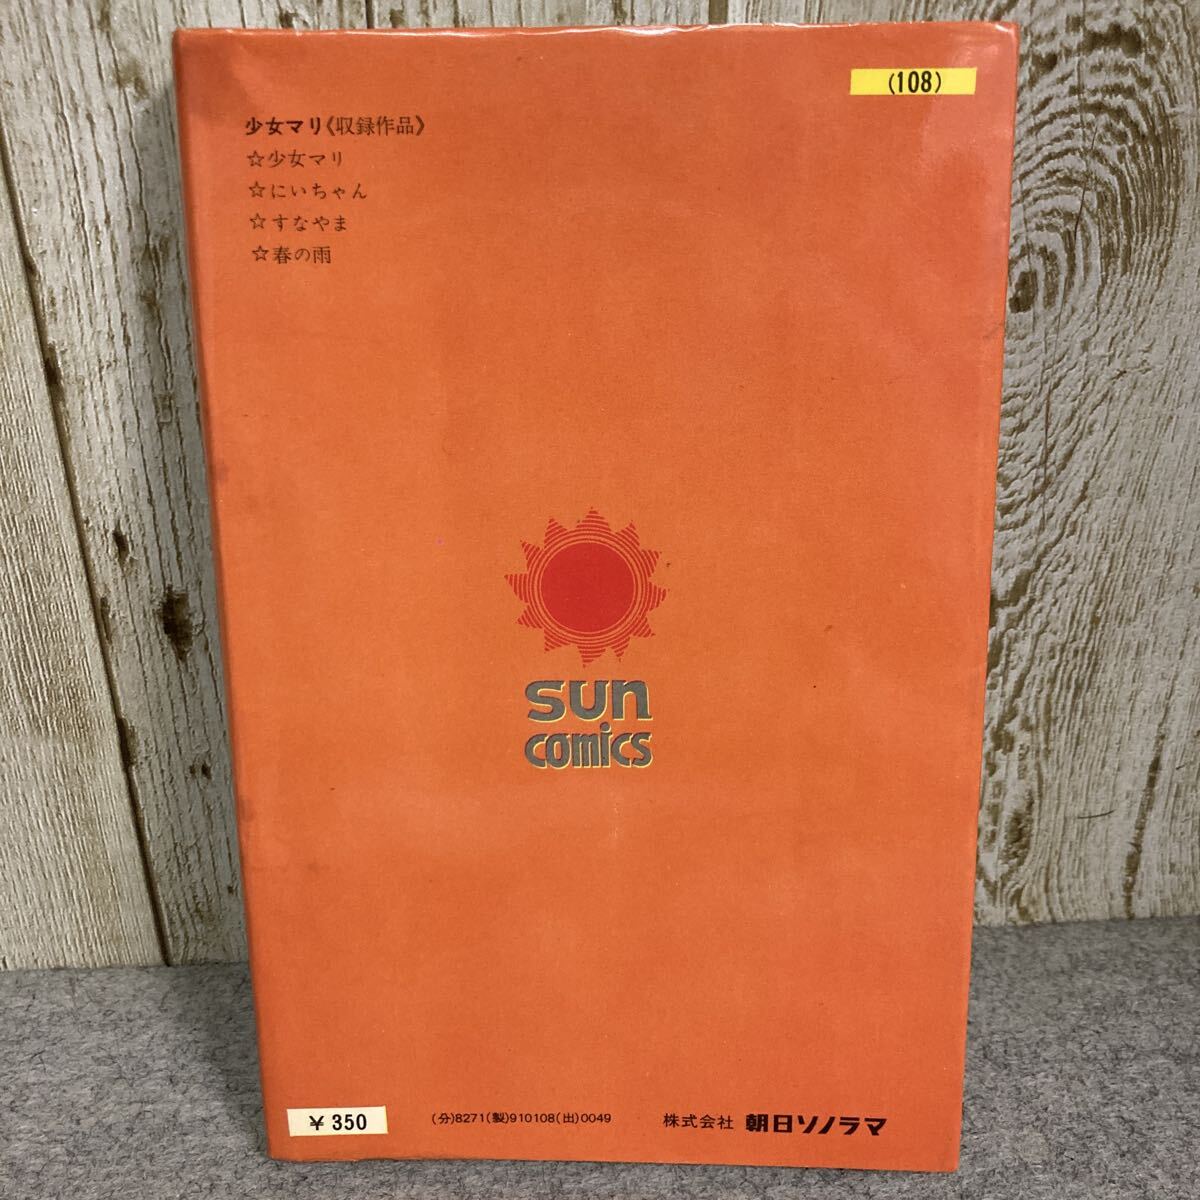 (108)
少女マリ《収録作品》
☆少女マリ
☆にいちゃん
☆すなやま
☆春の雨
sun
comics
¥350
(分)8271(製)910108(出)0049
株式会社 朝日ソノラマ